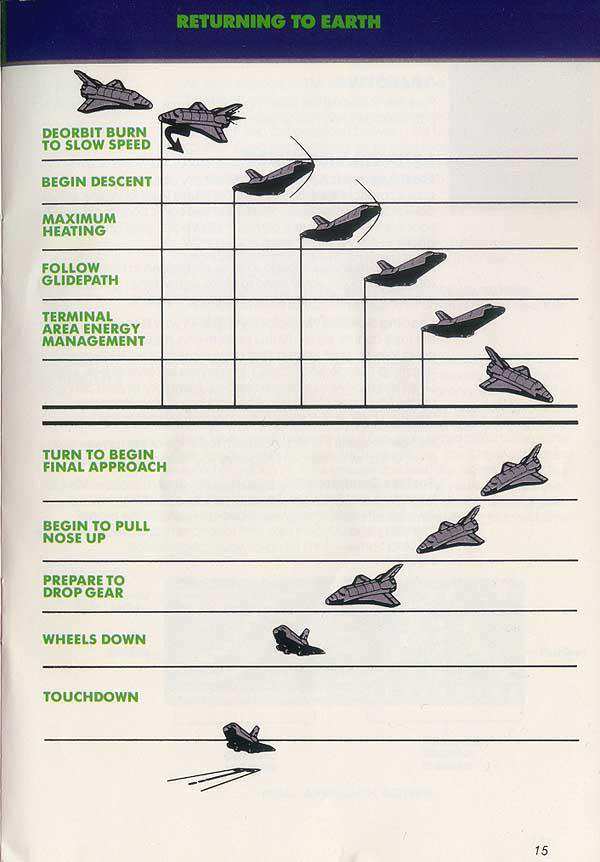 RETURNING TO EARTH
DEORBIT BURN
TO SLOW SPEED
BEGIN DESCENT
MAXIMUM
HEATING
FOLLOW
GLIDEPATH
TERMINAL
AREA ENERGY
MANAGEMENT
TURN TO BEGIN
FINAL APPROACH
BEGIN TO PULL
NOSE UP
PREPARE TO
DROP GEAR
WHEELS DOWN
TOUCHDOWN
15